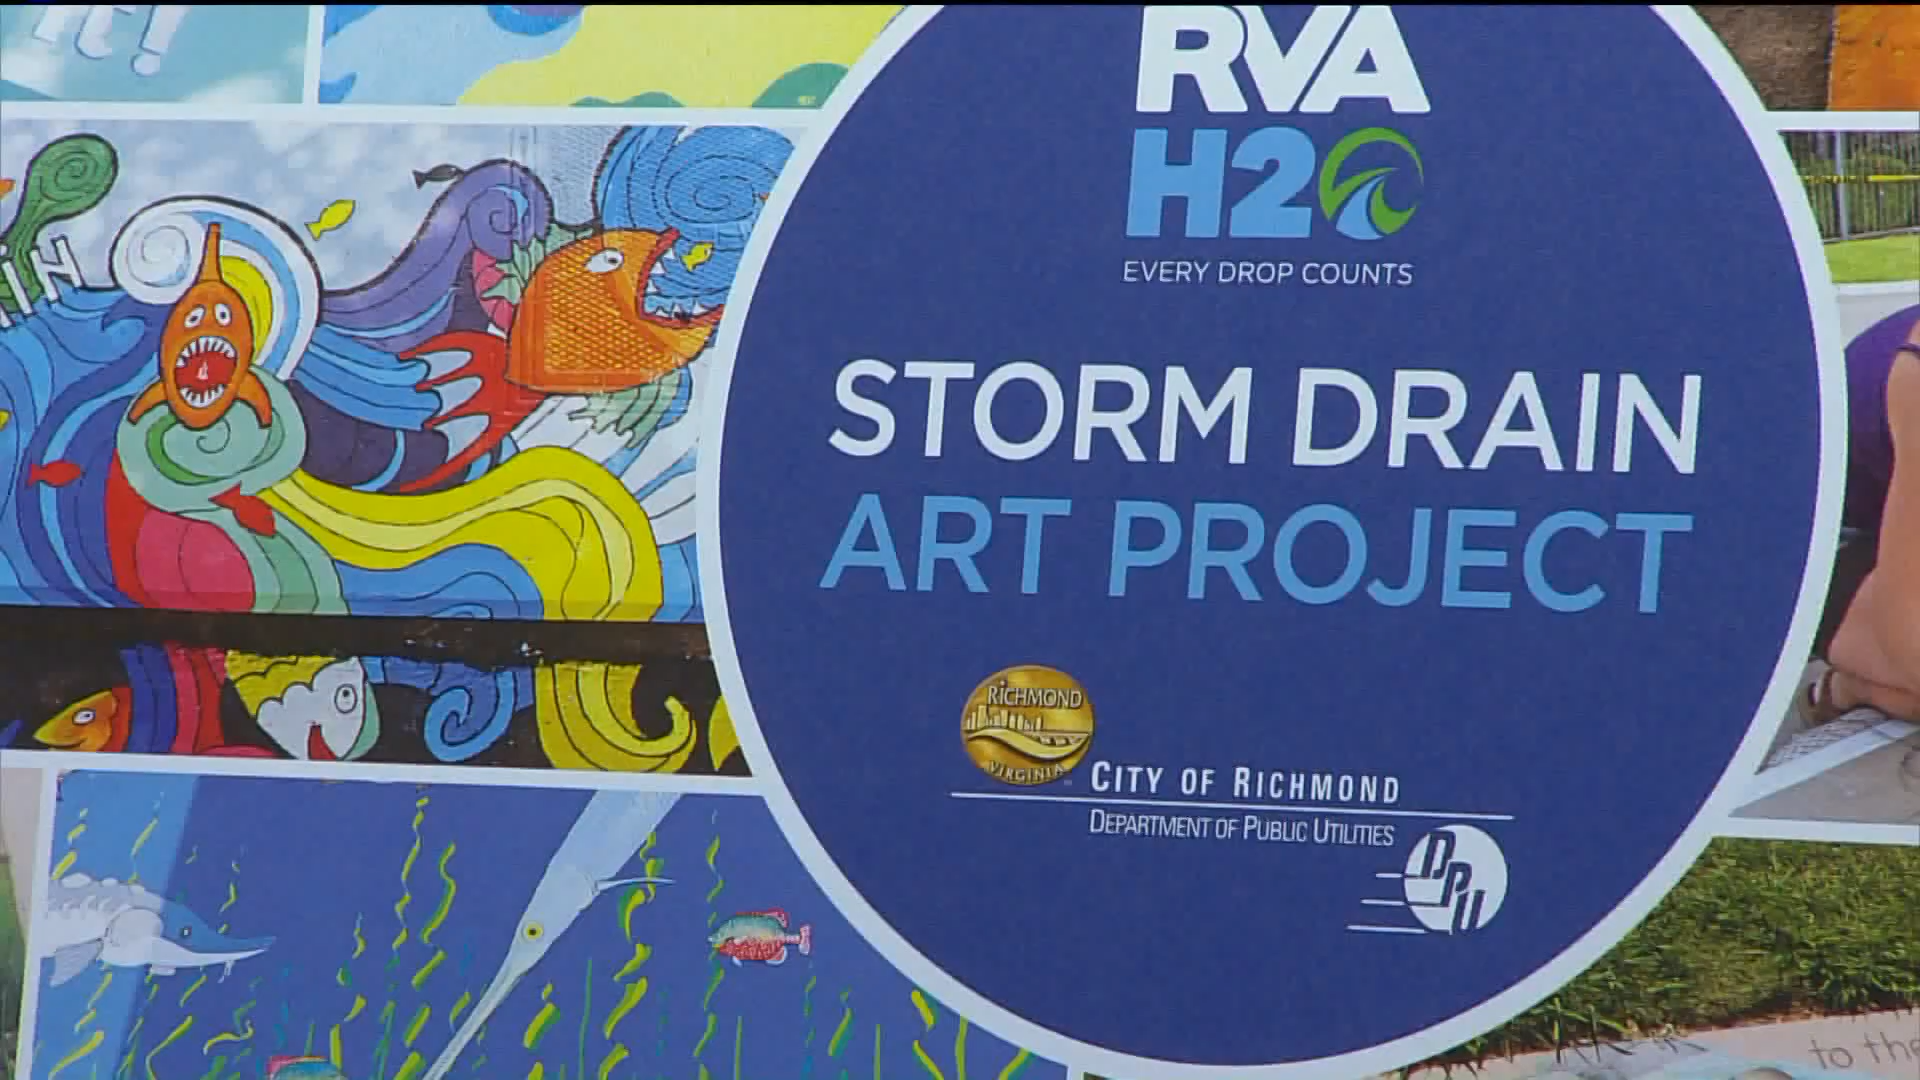 RVA
H2O
EVERY DROP COUNTS
STORM DRAIN
ART PROJECT
RICHMOND
VIRGINIA
CITY OF RICHMOND
DEPARTMENT OF PUBLIC UTILITIES
DPU
to the